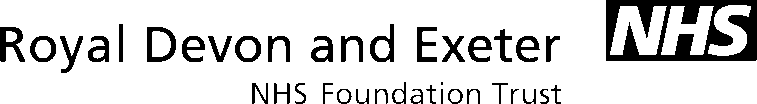 Royal Devon and Exeter NHS
NHS Foundation Trust